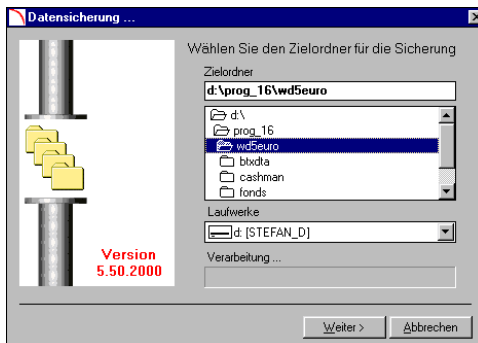 Datensicherung ...
Wählen Sie den Zielordner für die Sicherung
Zielordner
d:\prog_16\wd5euro
d:\
prog_16
wd5euro
btxdta
cashman
fonds
Laufwerke
d: [STEFAN_D]
Verarbeitung ...
Version
5.50.2000
Weiter >
Abbrechen